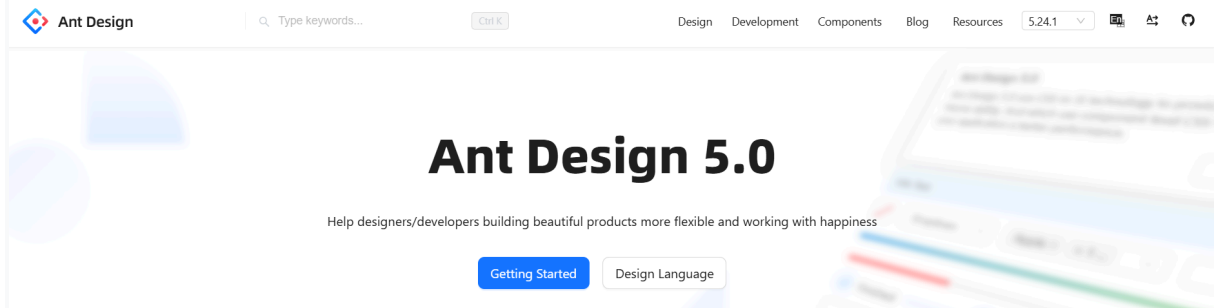 Ant Design
Type keywords...
Ctrl K
Design Development Components Blog Resources 5.24.1 En
Ant Design 5.0
Help designers/developers building beautiful products more flexible and working with happiness
Getting Started Design Language